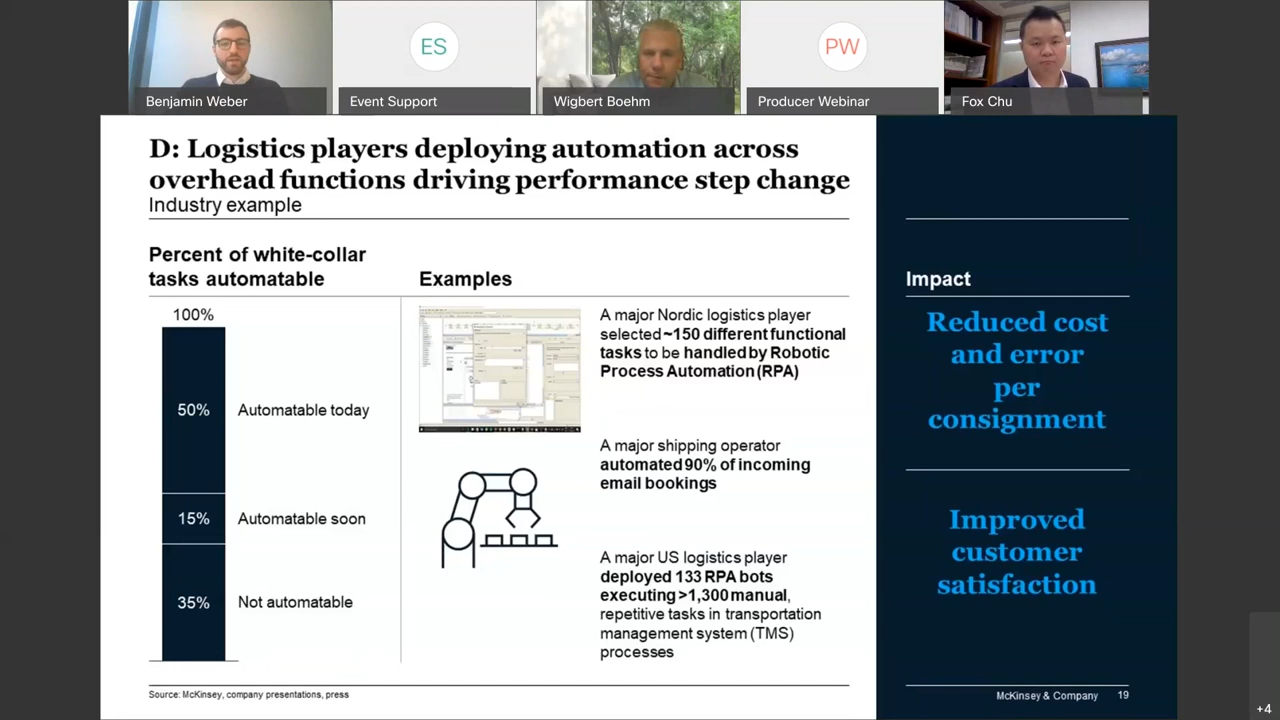 ES
PW
Benjamin Weber
Event Support
Wigbert Boehm
Producer Webinar
Fox Chu
D: Logistics players deploying automation across
overhead functions driving performance step change
Industry example
Percent of white-collar
tasks automatable
100%
50%
Automatable today
15%
Automatable soon
35%
Not automatable
Examples
A major Nordic logistics player
selected ~150 different functional
tasks to be handled by Robotic
Process Automation (RPA)
A major shipping operator
automated 90% of incoming
email bookings
A major US logistics player
deployed 133 RPA bots
executing >1,300 manual,
repetitive tasks in transportation
management system (TMS)
processes
Impact
Reduced cost
and error
per
consignment
Improved
customer
satisfaction
Source: McKinsey, company presentations, press
McKinsey & Company 19
+4